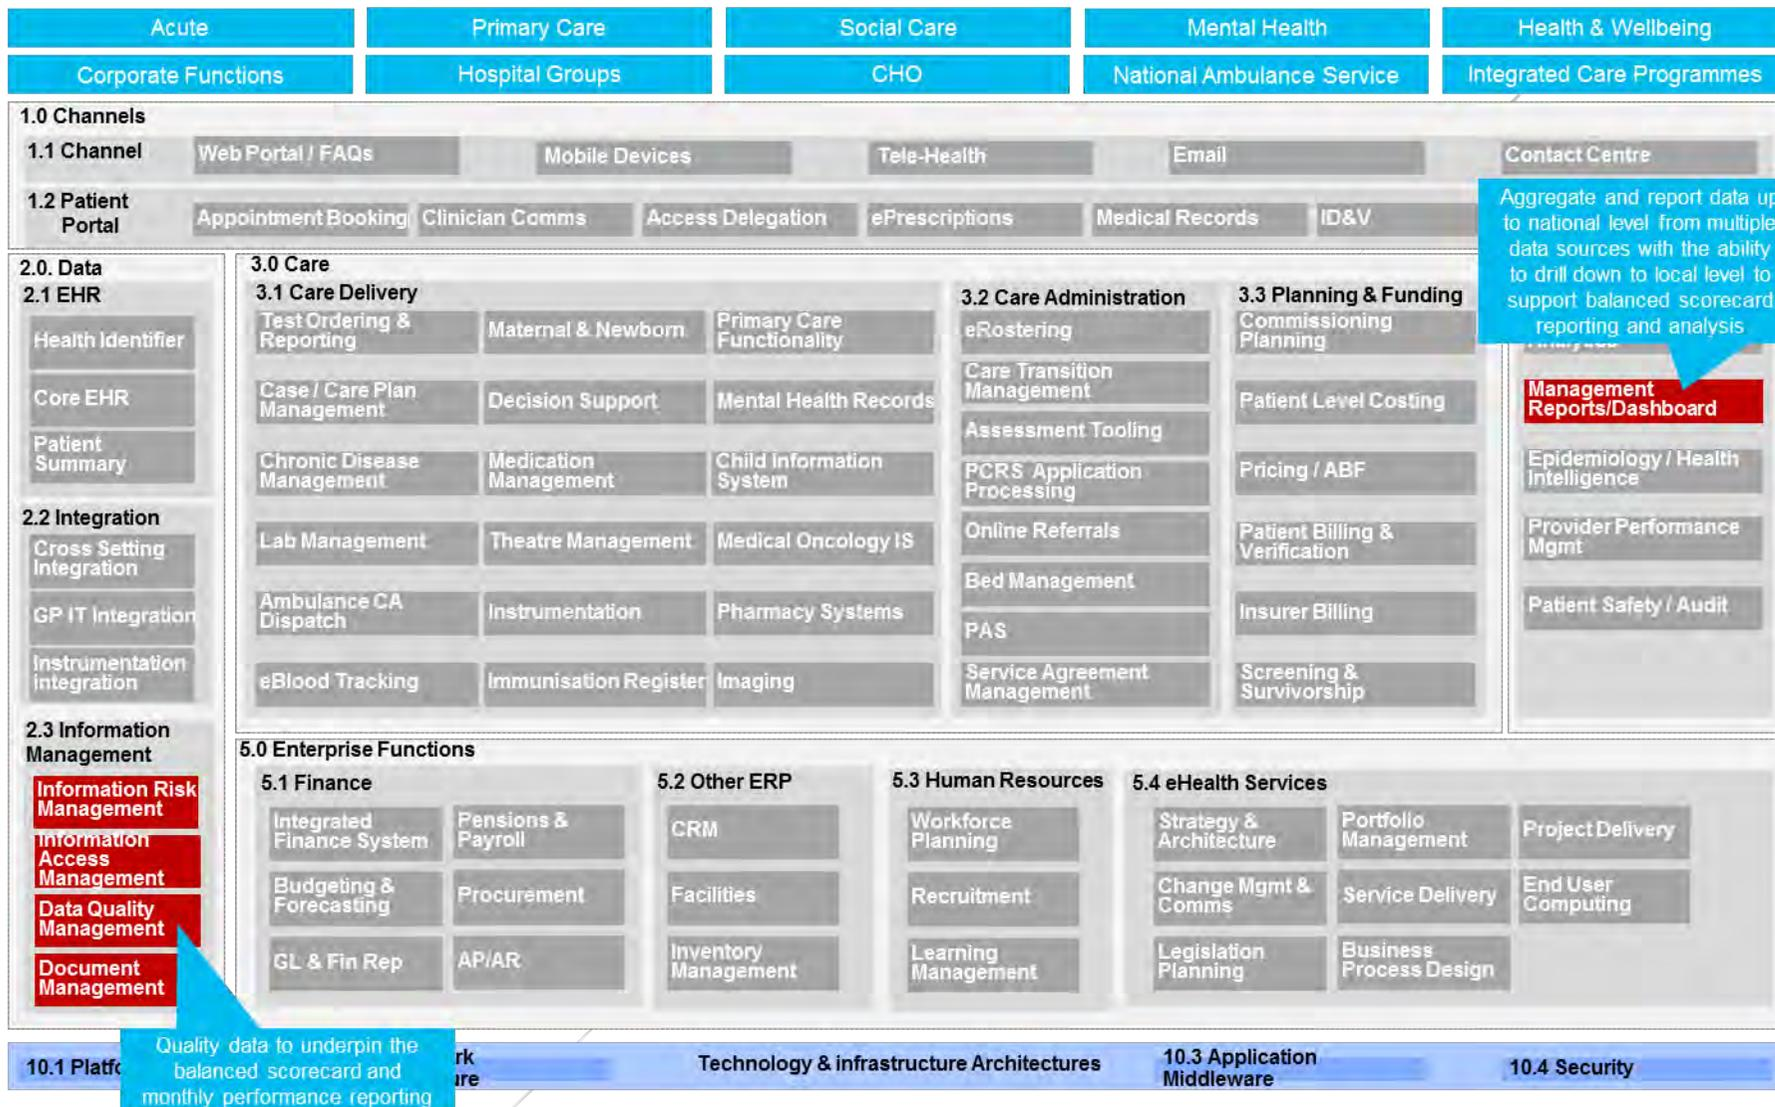 Acute
Primary Care
Social Care
Mental Health
Health & Wellbeing
Corporate Functions
Hospital Groups
CHO
National Ambulance Service
Integrated Care Programmes
1.0 Channels
1.1 Channel
Web Portal / FAQs
Mobile Devices
Tele-Health
Email
Contact Centre
1.2 Patient
Portal
Appointment Booking
Clinician Comms
Access Delegation
ePrescriptions
Medical Records
ID&V
Aggregate and report data up
to national level from multiple
data sources with the ability
to drill down to local level to
support balanced scorecard
reporting and analysis
2.0. Data
2.1 EHR
Health Identifier
Core EHR
Patient
Summary
2.2 Integration
Cross Setting
Integration
GP IT Integration
Instrumentation
integration
2.3 Information
Management
Information Risk
Management
Information
Access
Management
Data Quality
Management
Document
Management
Quality data to underpin the
balanced scorecard and
monthly performance reporting
3.0 Care
3.1 Care Delivery
Test Ordering &
Reporting
Maternal & Newborn
Primary Care
Functionality
Case / Care Plan
Management
Decision Support
Mental Health Records
Chronic Disease
Management
Medication
Management
Child Information
System
Lab Management
Theatre Management
Medical Oncology IS
Ambulance CA
Dispatch
Instrumentation
Pharmacy Systems
eBlood Tracking
Immunisation Register
Imaging
3.2 Care Administration
eRostering
Care Transition
Management
Assessment Tooling
PCRS Application
Processing
Online Referrals
Bed Management
PAS
Service Agreement
Management
3.3 Planning & Funding
Commissioning
Planning
Patient Level Costing
Pricing / ABF
Patient Billing &
Verification
Insurer Billing
Screening &
Survivorship
Management
Reports/Dashboard
Epidemiology / Health
Intelligence
Provider Performance
Mgmt
Patient Safety / Audit
5.0 Enterprise Functions
5.1 Finance
Integrated
Finance System
Pensions &
Payroll
Budgeting &
Forecasting
Procurement
GL & Fin Rep
AP/AR
5.2 Other ERP
CRM
Facilities
Inventory
Management
5.3 Human Resources
Workforce
Planning
Recruitment
Learning
Management
5.4 eHealth Services
Strategy &
Architecture
Portfolio
Management
Project Delivery
Change Mgmt &
Comms
Service Delivery
End User
Computing
Legislation
Planning
Business
Process Design
10.1 Platfo
rk
ure
Technology & infrastructure Architectures
10.3 Application
Middleware
10.4 Security